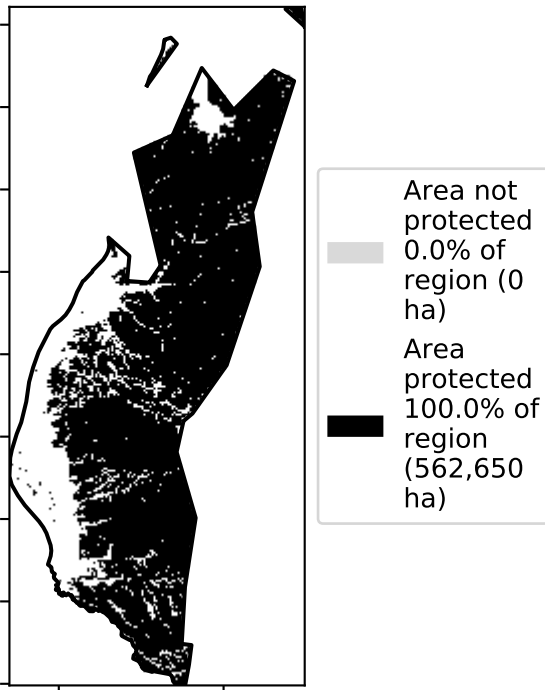 Area not
protected
0.0% of
region (0
ha)
Area
protected
100.0% of
region
(562,650
ha)